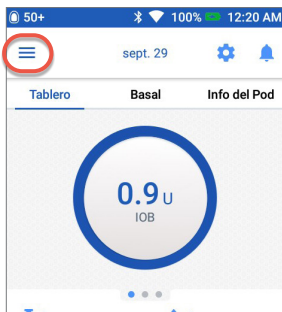 50+ 100% 12:20 AM
sept. 29
Tablero Basal Info del Pod
0.9 U
IOB